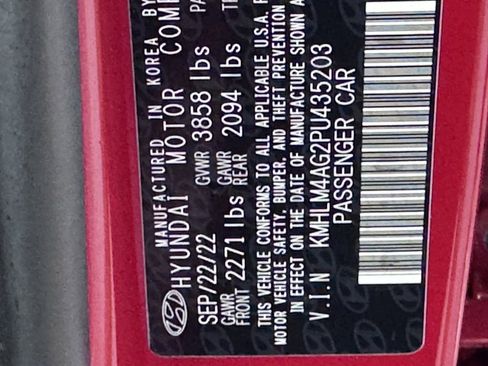 MANUFACTURED IN KOREA BY
HYUNDAI MOTOR COMP
SEP/22/22 GVWR 3858 lbs PA
GAWR FRONT 2271 lbs GAWR REAR 2094 lbs
THIS VEHICLE CONFORMS TO ALL APPLICABLE U.S.A.
MOTOR VEHICLE SAFETY, BUMPER, AND THEFT PREVENTION
IN EFFECT ON THE DATE OF MANUFACTURE SHOWN A
V.I.N KMHLM4AG2PU435203
PASSENGER CAR